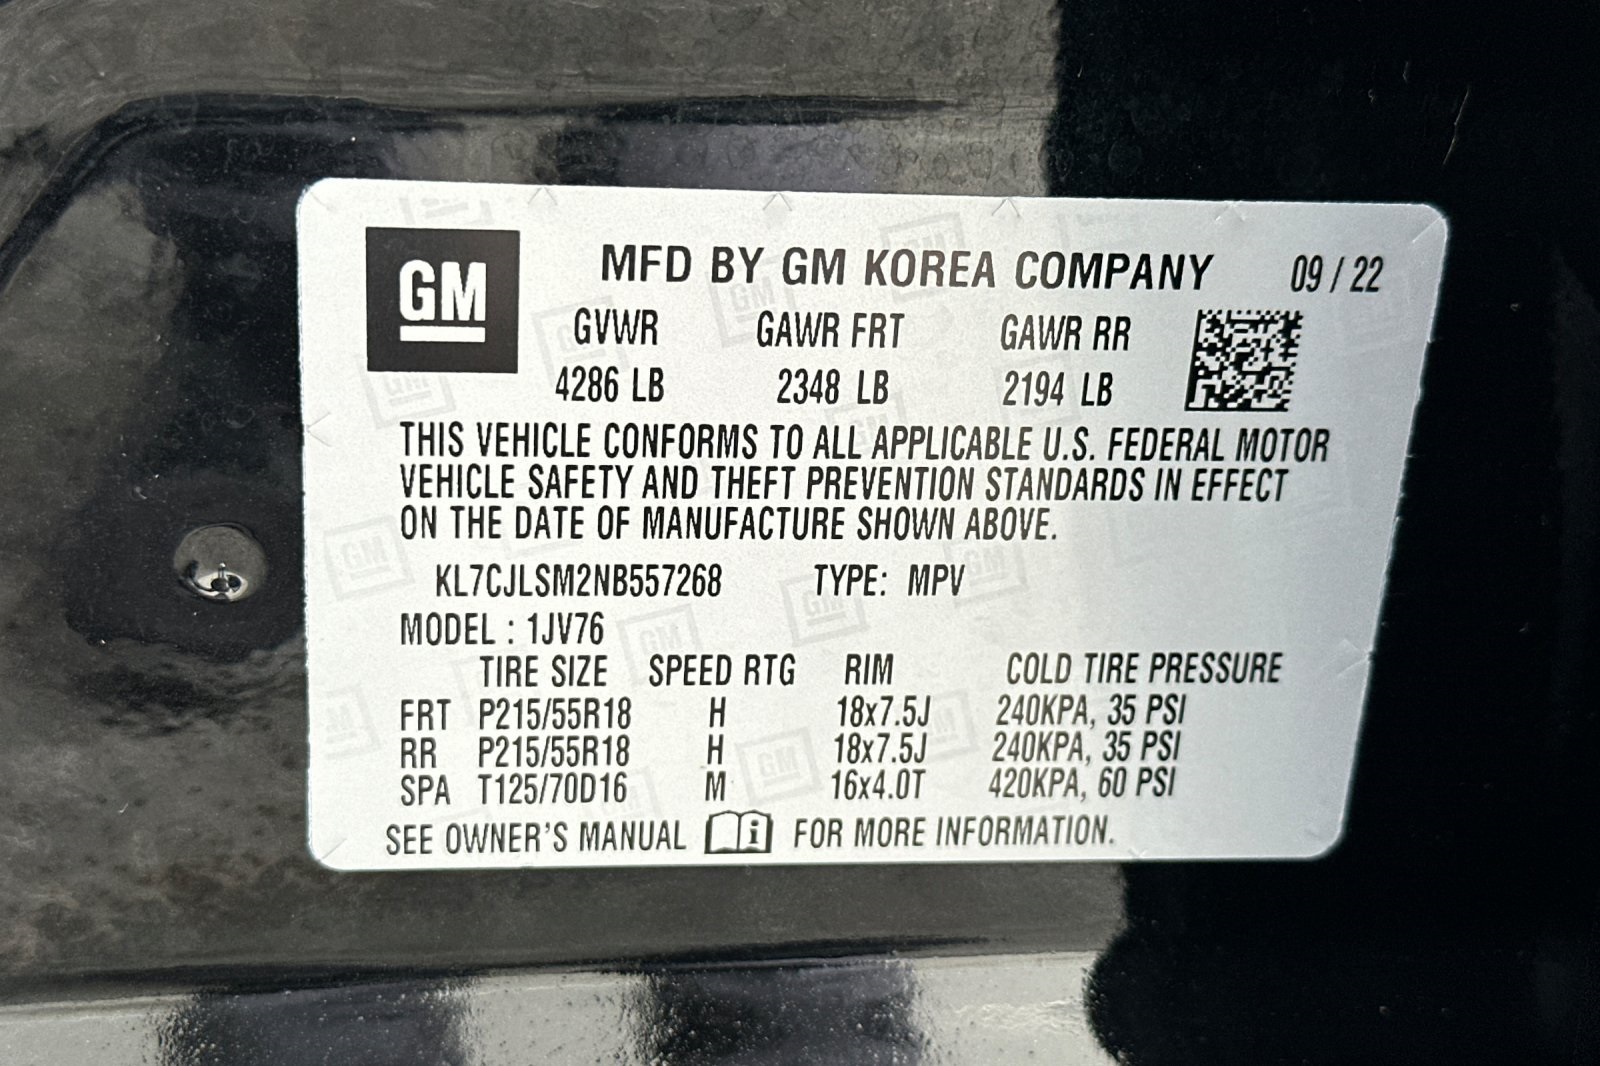 GM
MFD BY GM KOREA COMPANY 09 / 22
GVWR GAWR FRT GAWR RR
4286 LB 2348 LB 2194 LB
THIS VEHICLE CONFORMS TO ALL APPLICABLE U.S. FEDERAL MOTOR
VEHICLE SAFETY AND THEFT PREVENTION STANDARDS IN EFFECT
ON THE DATE OF MANUFACTURE SHOWN ABOVE.
KL7CJLSM2NB557268 TYPE: MPV
MODEL : 1JV76
TIRE SIZE SPEED RTG RIM COLD TIRE PRESSURE
FRT P215/55R18 H 18x7.5J 240KPA, 35 PSI
RR P215/55R18 H 18x7.5J 240KPA, 35 PSI
SPA T125/70D16 M 16x4.0T 420KPA, 60 PSI
SEE OWNER'S MANUAL FOR MORE INFORMATION.